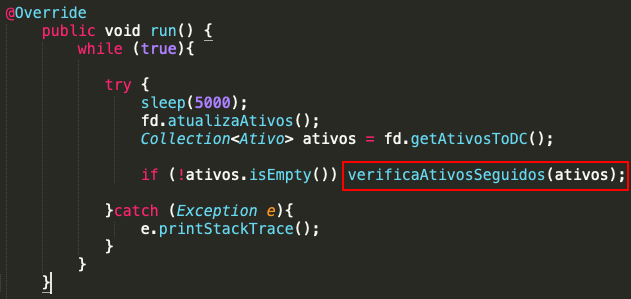 @Override
public void run() {
while (true){
try {
sleep(5000);
fd.atualizaAtivos();
Collection<Ativo> ativos = fd.getAtivosToDC();
if (!ativos.isEmpty()) verificaAtivosSeguidos(ativos);
}catch (Exception e){
e.printStackTrace();
}
}
}